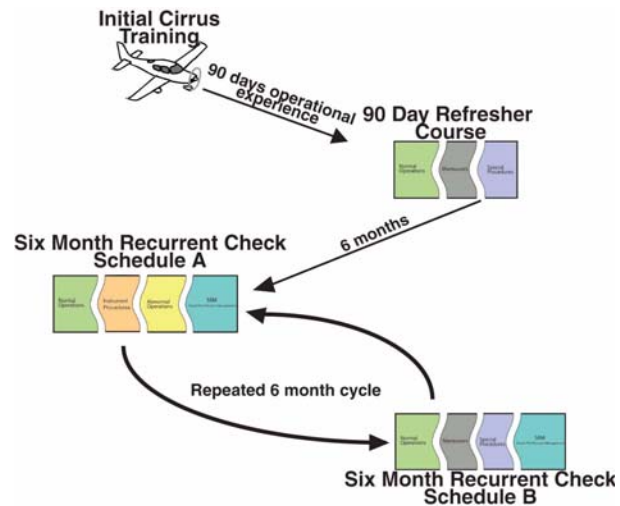 Initial Cirrus
Training
90 days operational
experience
90 Day Refresher
Course
Normal
Operations
Maneuvers
Special
Procedures
6 months
Six Month Recurrent Check
Schedule A
Normal
Operations
Instrument
Procedures
Abnormal
Operations
SRM
Repeated 6 month cycle
Normal
Operations
Maneuvers
Special
Procedures
SRM
Six Month Recurrent Check
Schedule B